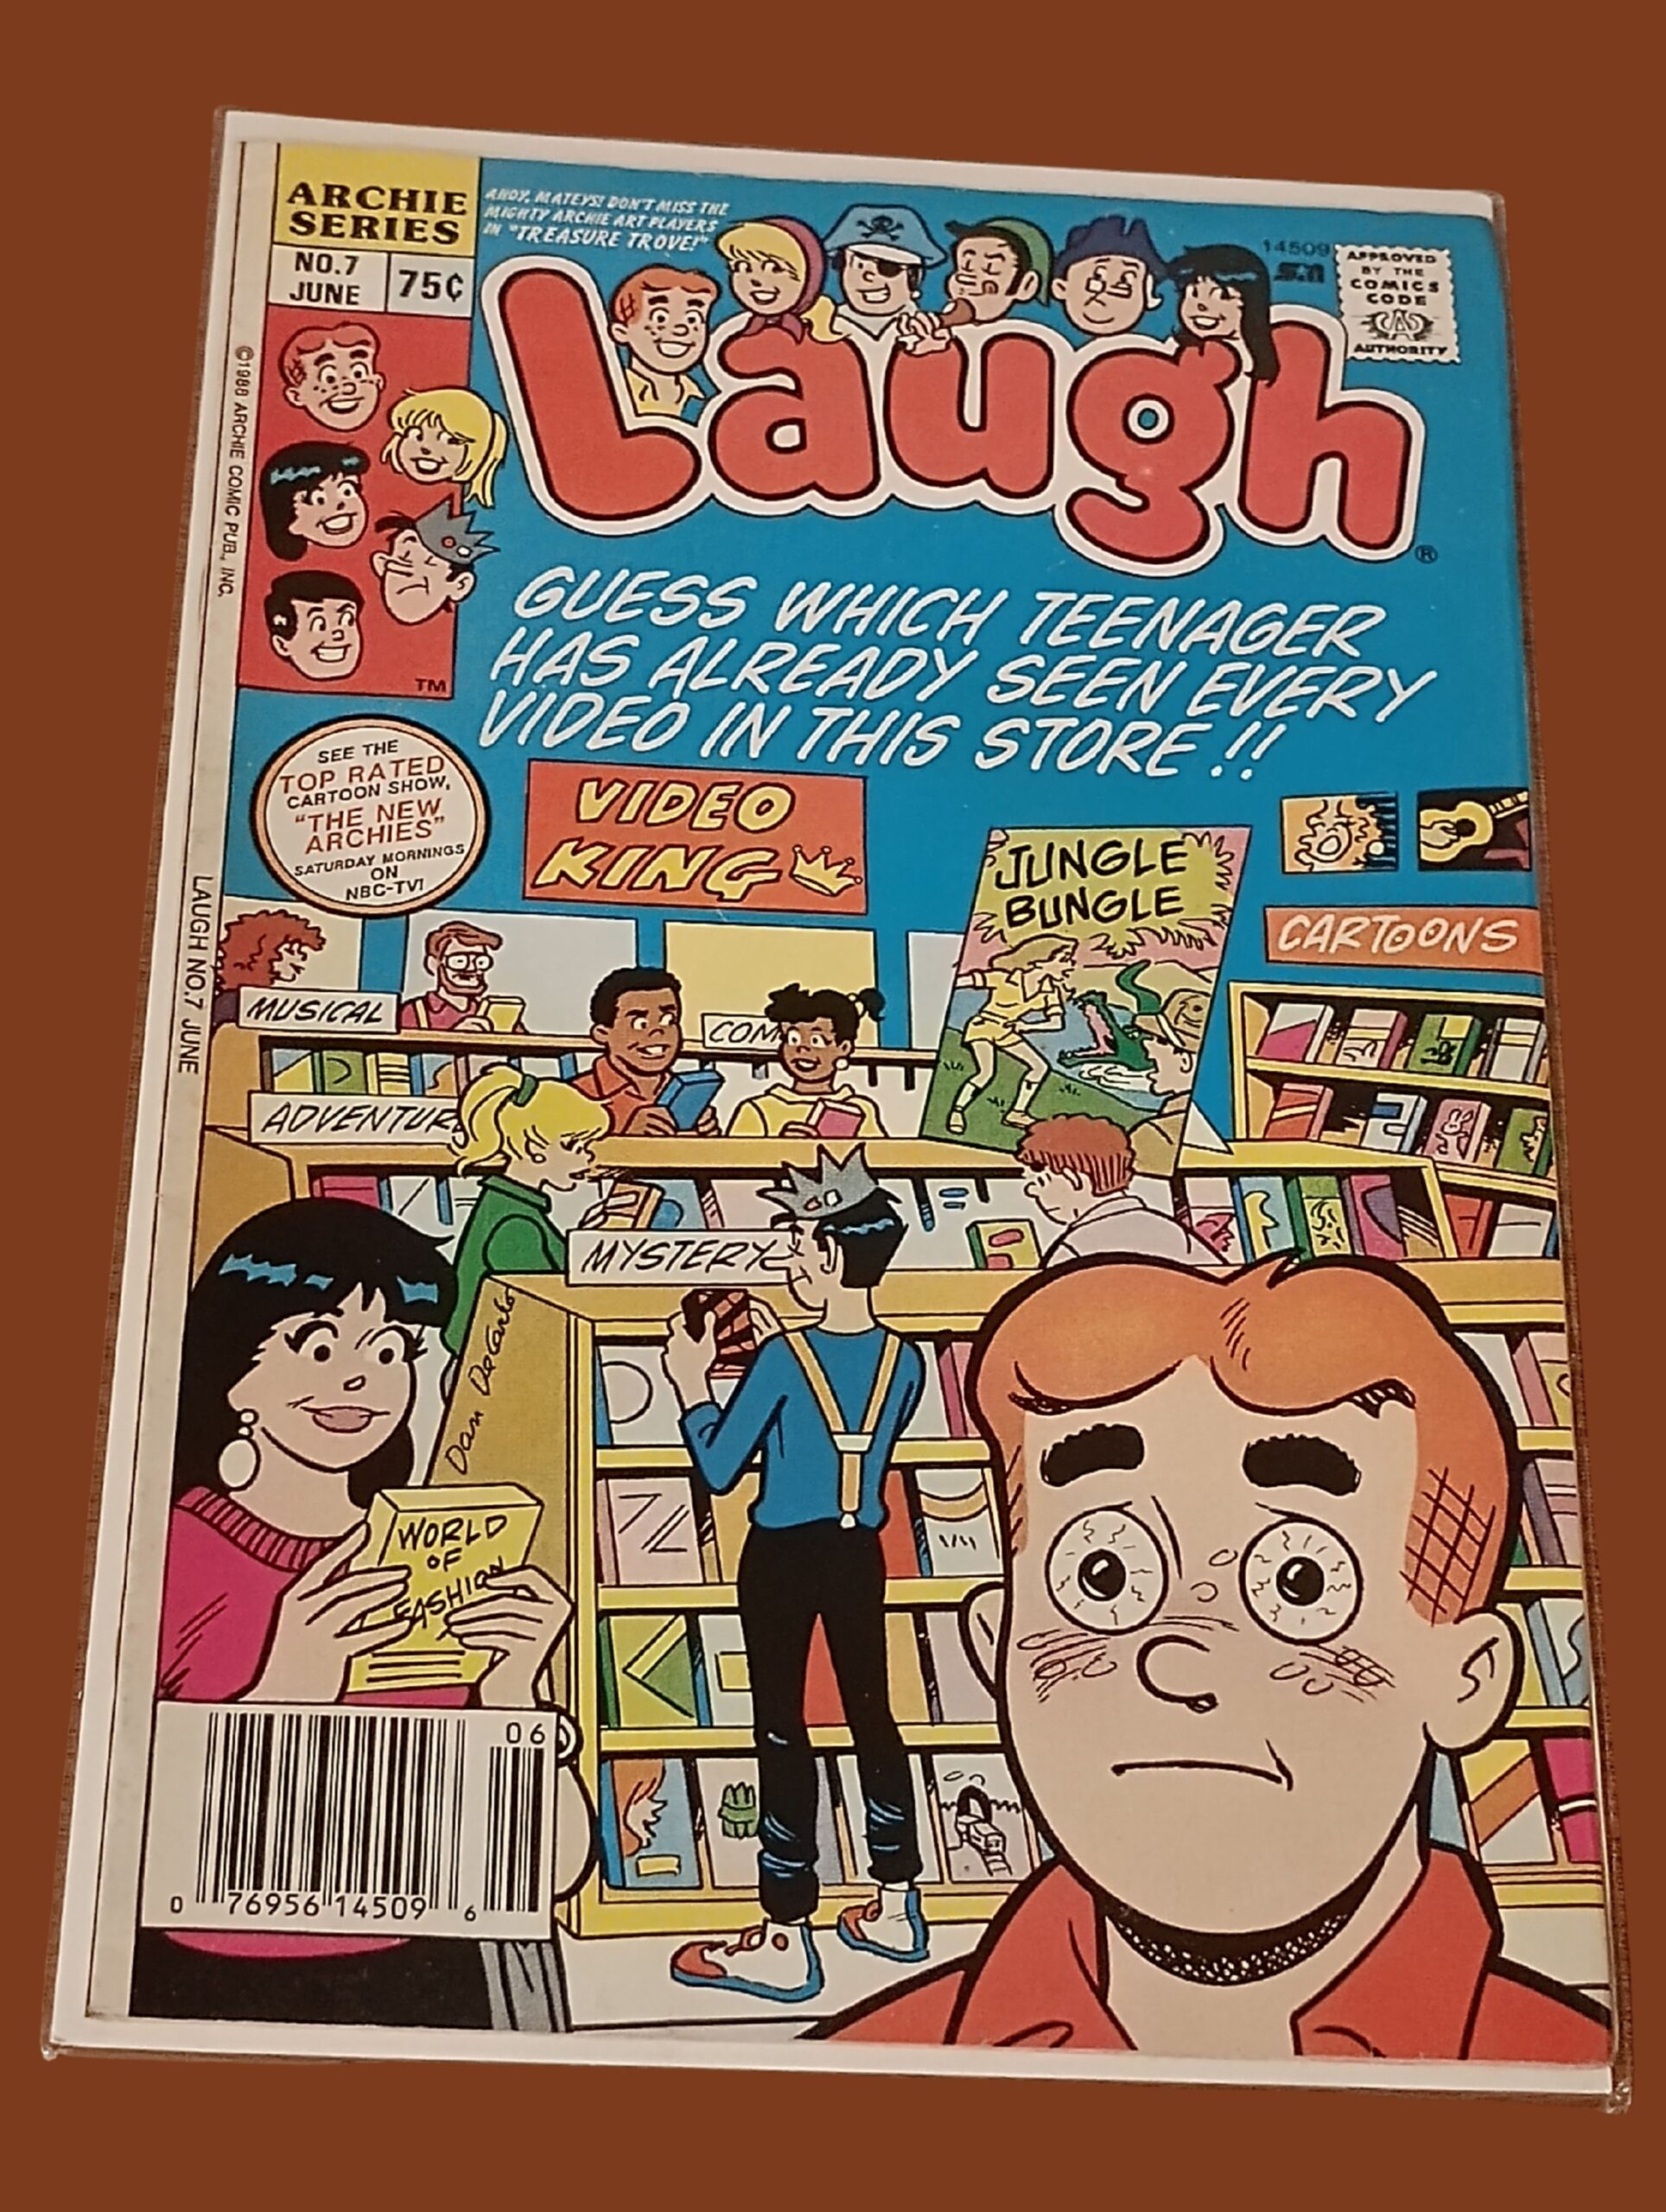 ARCHIE
SERIES
NO.7
JUNE
75¢
AHOY, MATEYS! DON'T MISS THE
MIGHTY ARCHIE ART PLAYERS
IN "TREASURE TROVE!"
14509
APPROVED
BY THE
COMICS
CODE
AUTHORITY
Laugh
®
©1988 ARCHIE COMIC PUB., INC.
LAUGH NO.7 JUNE
TM
GUESS WHICH TEENAGER
HAS ALREADY SEEN EVERY
VIDEO IN THIS STORE!!
SEE THE
TOP RATED
CARTOON SHOW,
"THE NEW
ARCHIES"
SATURDAY MORNINGS
ON
NBC-TV!
VIDEO
KING
JUNGLE
BUNGLE
CARTOONS
MUSICAL
COM
ADVENTURE
MYSTERY
Dan DeCarlo
WORLD
OF
FASHION
06
0 76956 14509 6